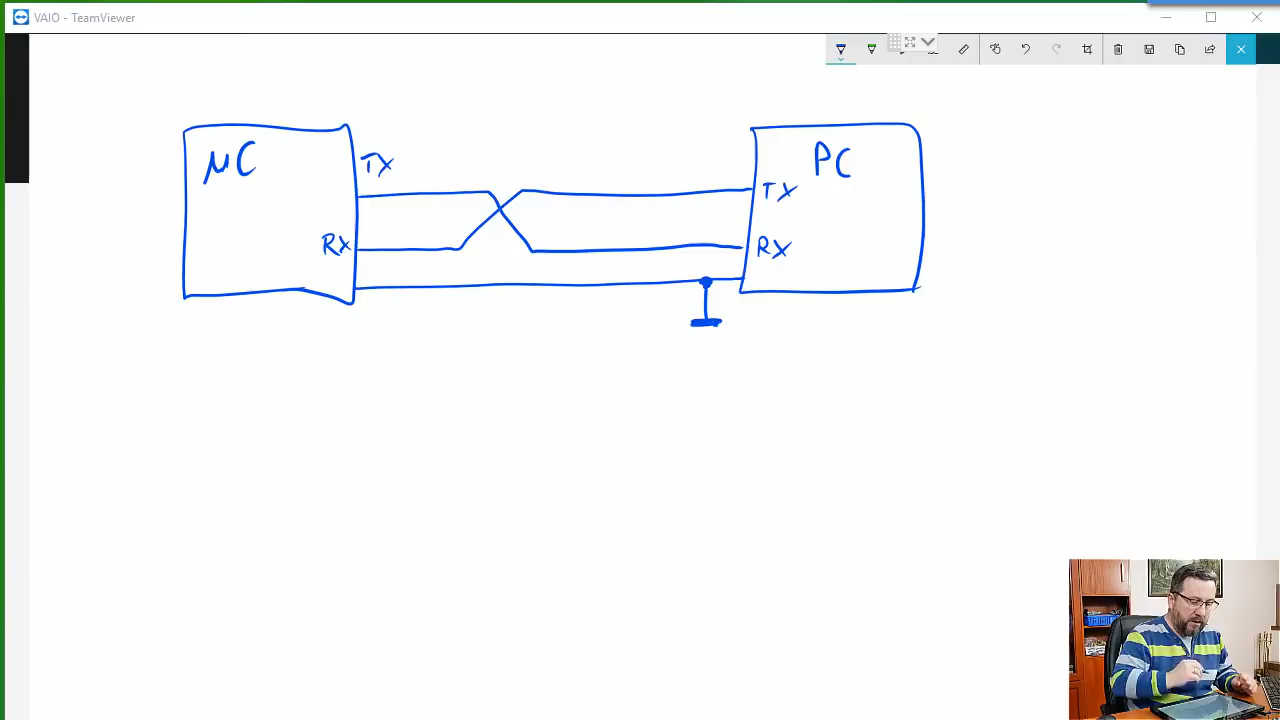 VAIO - TeamViewer
μC
PC
TX
TX
RX
RX